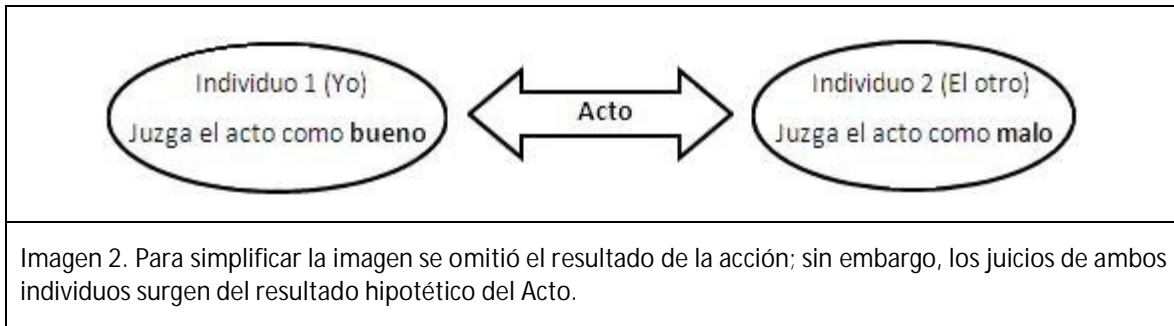 Individuo 1 (Yo)
Juzga el acto como bueno
Acto
Individuo 2 (El otro)
Juzga el acto como malo
Imagen 2. Para simplificar la imagen se omitió el resultado de la acción; sin embargo, los juicios de ambos
individuos surgen del resultado hipotético del Acto.